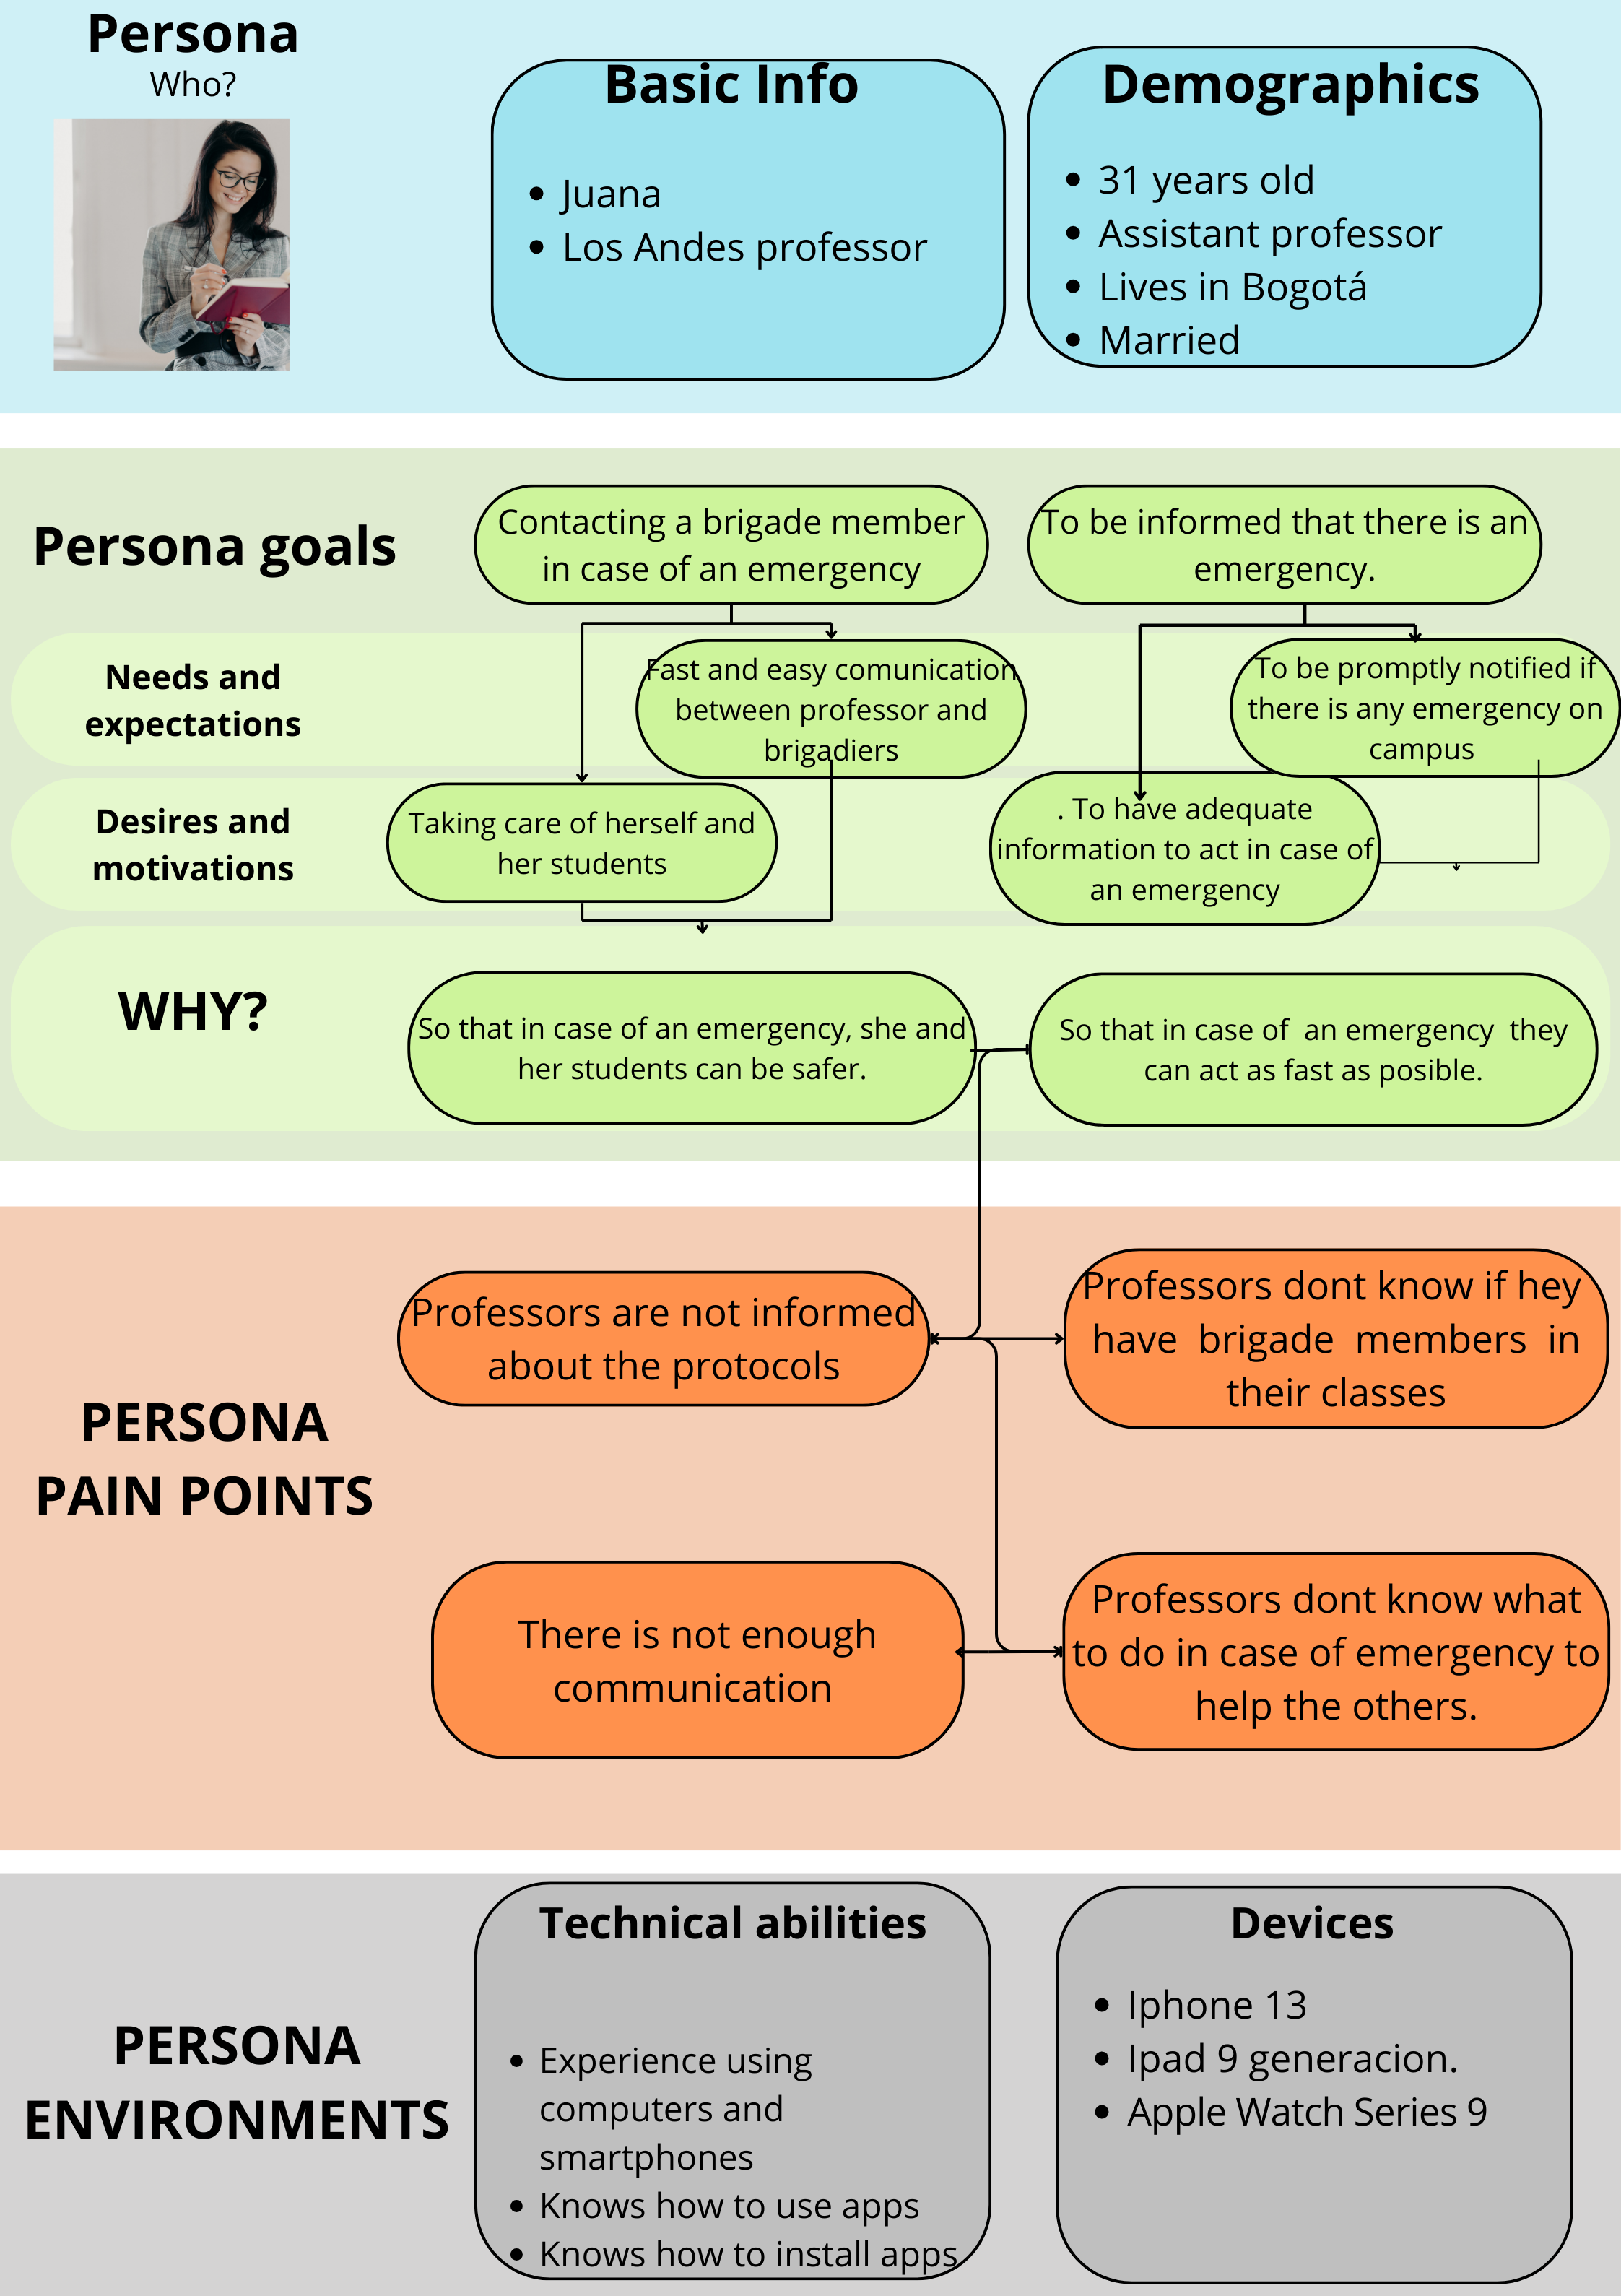 Persona
Who?
Basic Info
Juana
Los Andes professor
Demographics
31 years old
Assistant professor
Lives in Bogotá
Married
Persona goals
Contacting a brigade member
in case of an emergency
To be informed that there is an
emergency.
Needs and
expectations
Fast and easy comunication
between professor and
brigadiers
To be promptly notified if
there is any emergency on
campus
Desires and
motivations
Taking care of herself and
her students
. To have adequate
information to act in case of
an emergency
WHY?
So that in case of an emergency, she and
her students can be safer.
So that in case of an emergency they
can act as fast as posible.
PERSONA
PAIN POINTS
Professors are not informed
about the protocols
Professors dont know if hey
have brigade members in
their classes
There is not enough
communication
Professors dont know what
to do in case of emergency to
help the others.
PERSONA
ENVIRONMENTS
Technical abilities
Experience using
computers and
smartphones
Knows how to use apps
Knows how to install apps
Devices
Iphone 13
Ipad 9 generacion.
Apple Watch Series 9